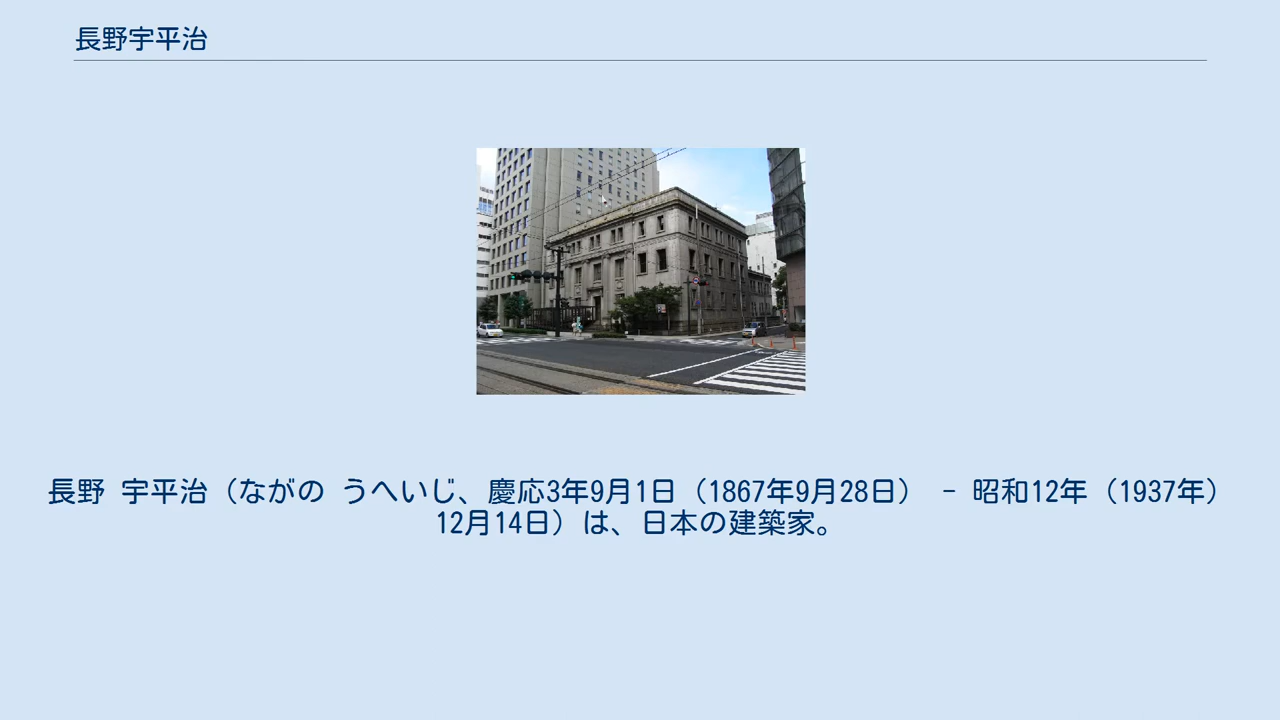 長野宇平治
長野 宇平治（ながの うへいじ、慶応3年9月1日（1867年9月28日） - 昭和12年（1937年）
12月14日）は、日本の建築家。